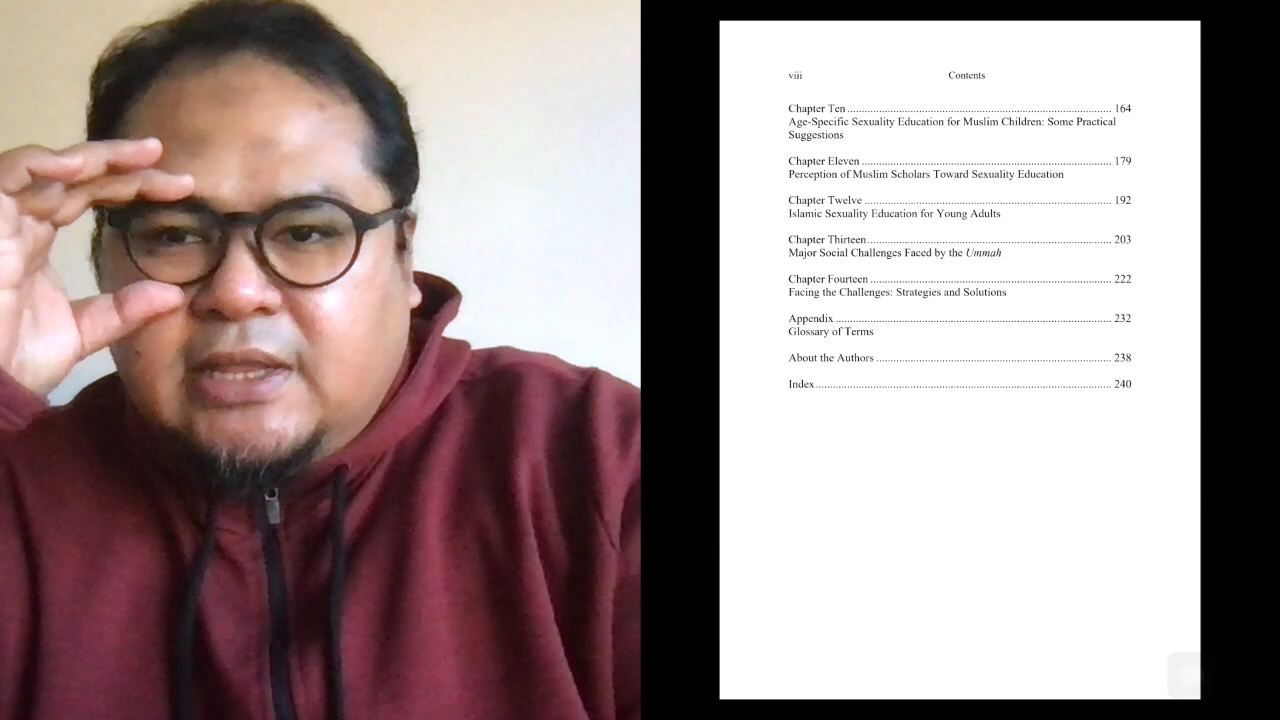 viii Contents
Chapter Ten ........................................................................................... 164
Age-Specific Sexuality Education for Muslim Children: Some Practical
Suggestions
Chapter Eleven ...................................................................................... 179
Perception of Muslim Scholars Toward Sexuality Education
Chapter Twelve ..................................................................................... 192
Islamic Sexuality Education for Young Adults
Chapter Thirteen .................................................................................... 203
Major Social Challenges Faced by the Ummah
Chapter Fourteen ................................................................................... 222
Facing the Challenges: Strategies and Solutions
Appendix ............................................................................................... 232
Glossary of Terms
About the Authors ................................................................................. 238
Index ...................................................................................................... 240